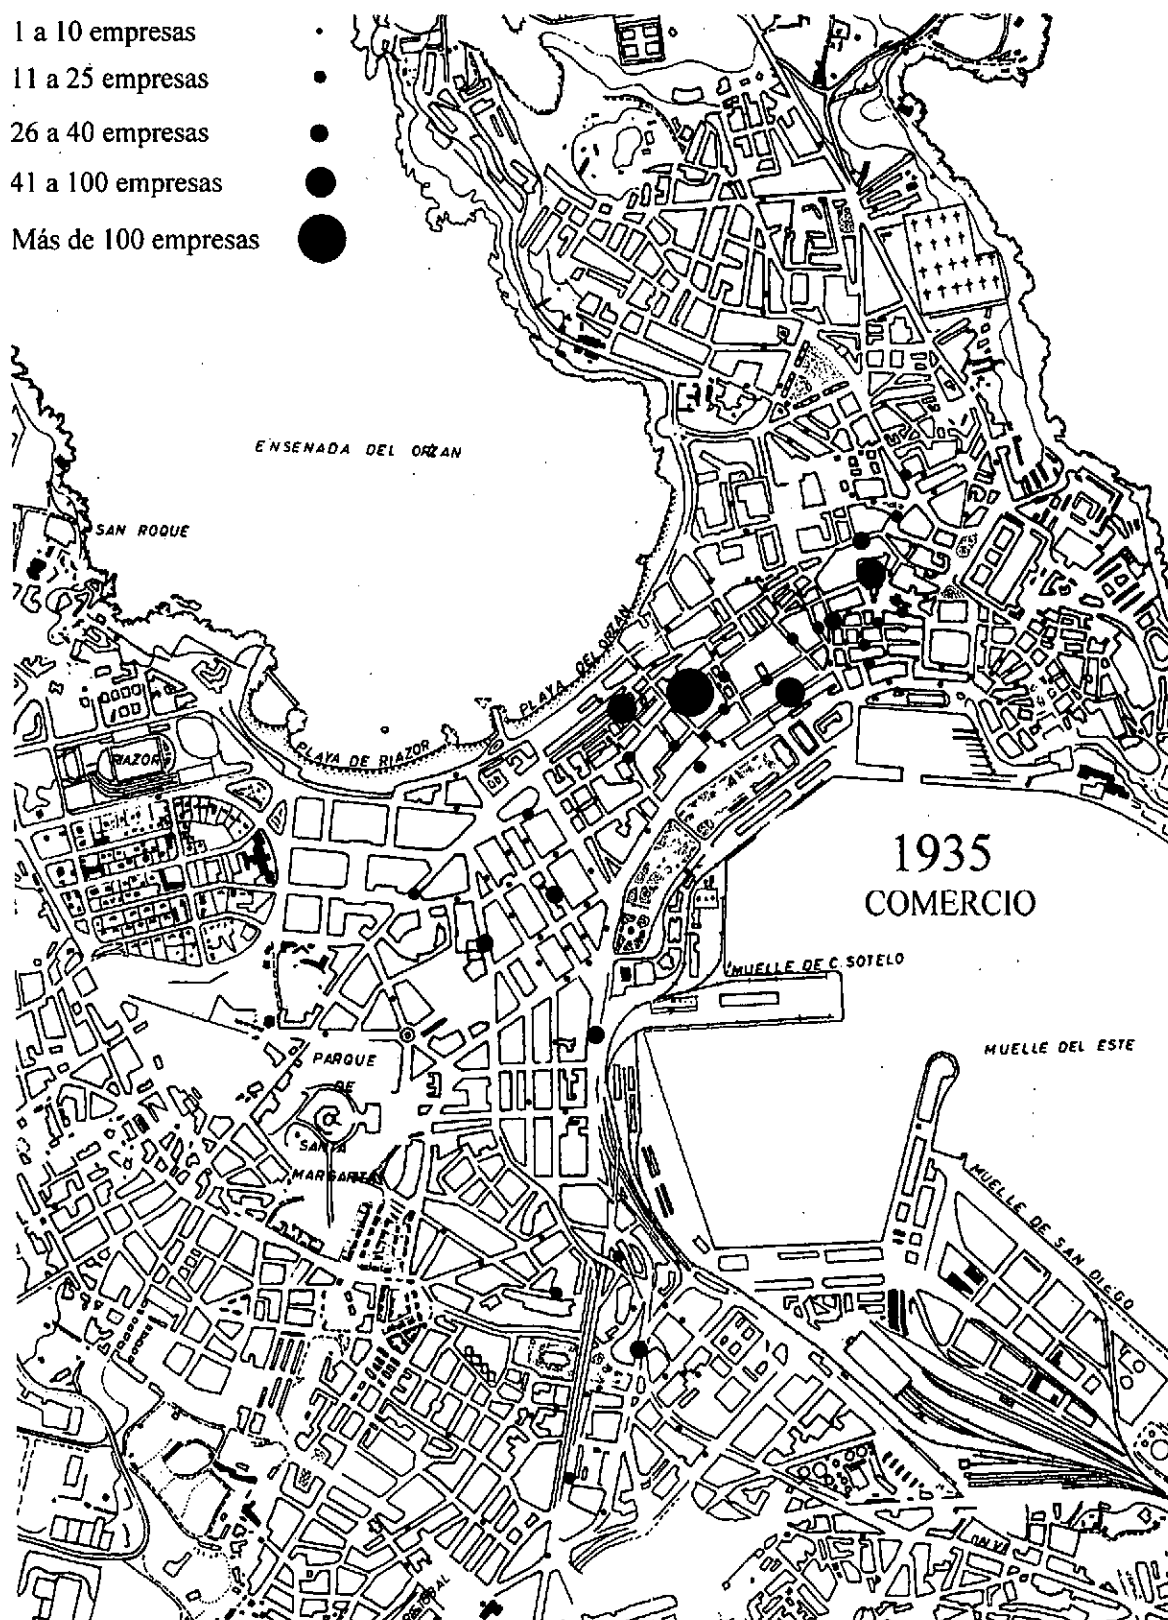 1 a 10 empresas
11 a 25 empresas
26 a 40 empresas
41 a 100 empresas
Más de 100 empresas
ENSENADA DEL ORZAN
SAN ROQUE
PLAYA DEL ORZAN
PLAYA DE RIAZOR
RIAZOR
1935
COMERCIO
MUELLE DE C. SOTELO
MUELLE DEL ESTE
PARQUE
DE
SANTA
MARGARITA
MUELLE DE SAN DIEGO